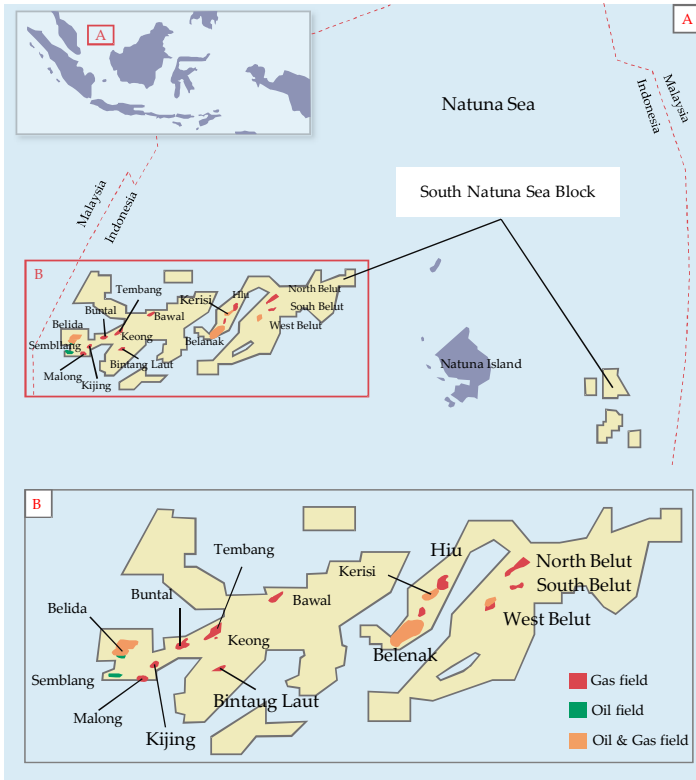 A
A
Natuna Sea
Malaysia
Indonesia
Malaysia
Indonesia
South Natuna Sea Block
B
Tembang
Buntal
Belida
Semblang
Keong
Bawal
Kerisi
Hiu
North Belut
Souh Belut
West Belut
Belanak
Bintang Laut
Malong
Kijing
Natuna Island
B
Tembang
Buntal
Belida
Semblang
Malong
Kijing
Keong
Bintaug Laut
Bawal
Kerisi
Hiu
Belenak
North Belut
South Belut
West Belut
Gas field
Oil field
Oil & Gas field